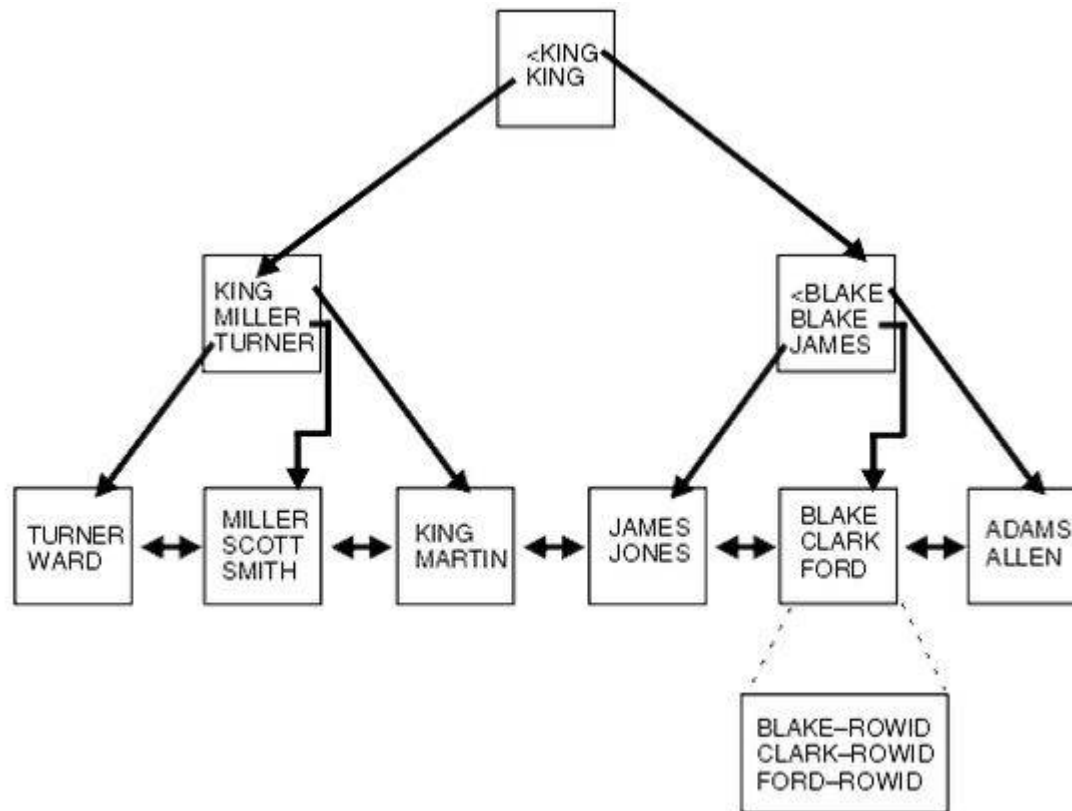 <KING
KING
KING
MILLER
TURNER
<BLAKE
BLAKE
JAMES
TURNER
WARD
MILLER
SCOTT
SMITH
KING
MARTIN
JAMES
JONES
BLAKE
CLARK
FORD
ADAMS
ALLEN
BLAKE–ROWID
CLARK–ROWID
FORD–ROWID